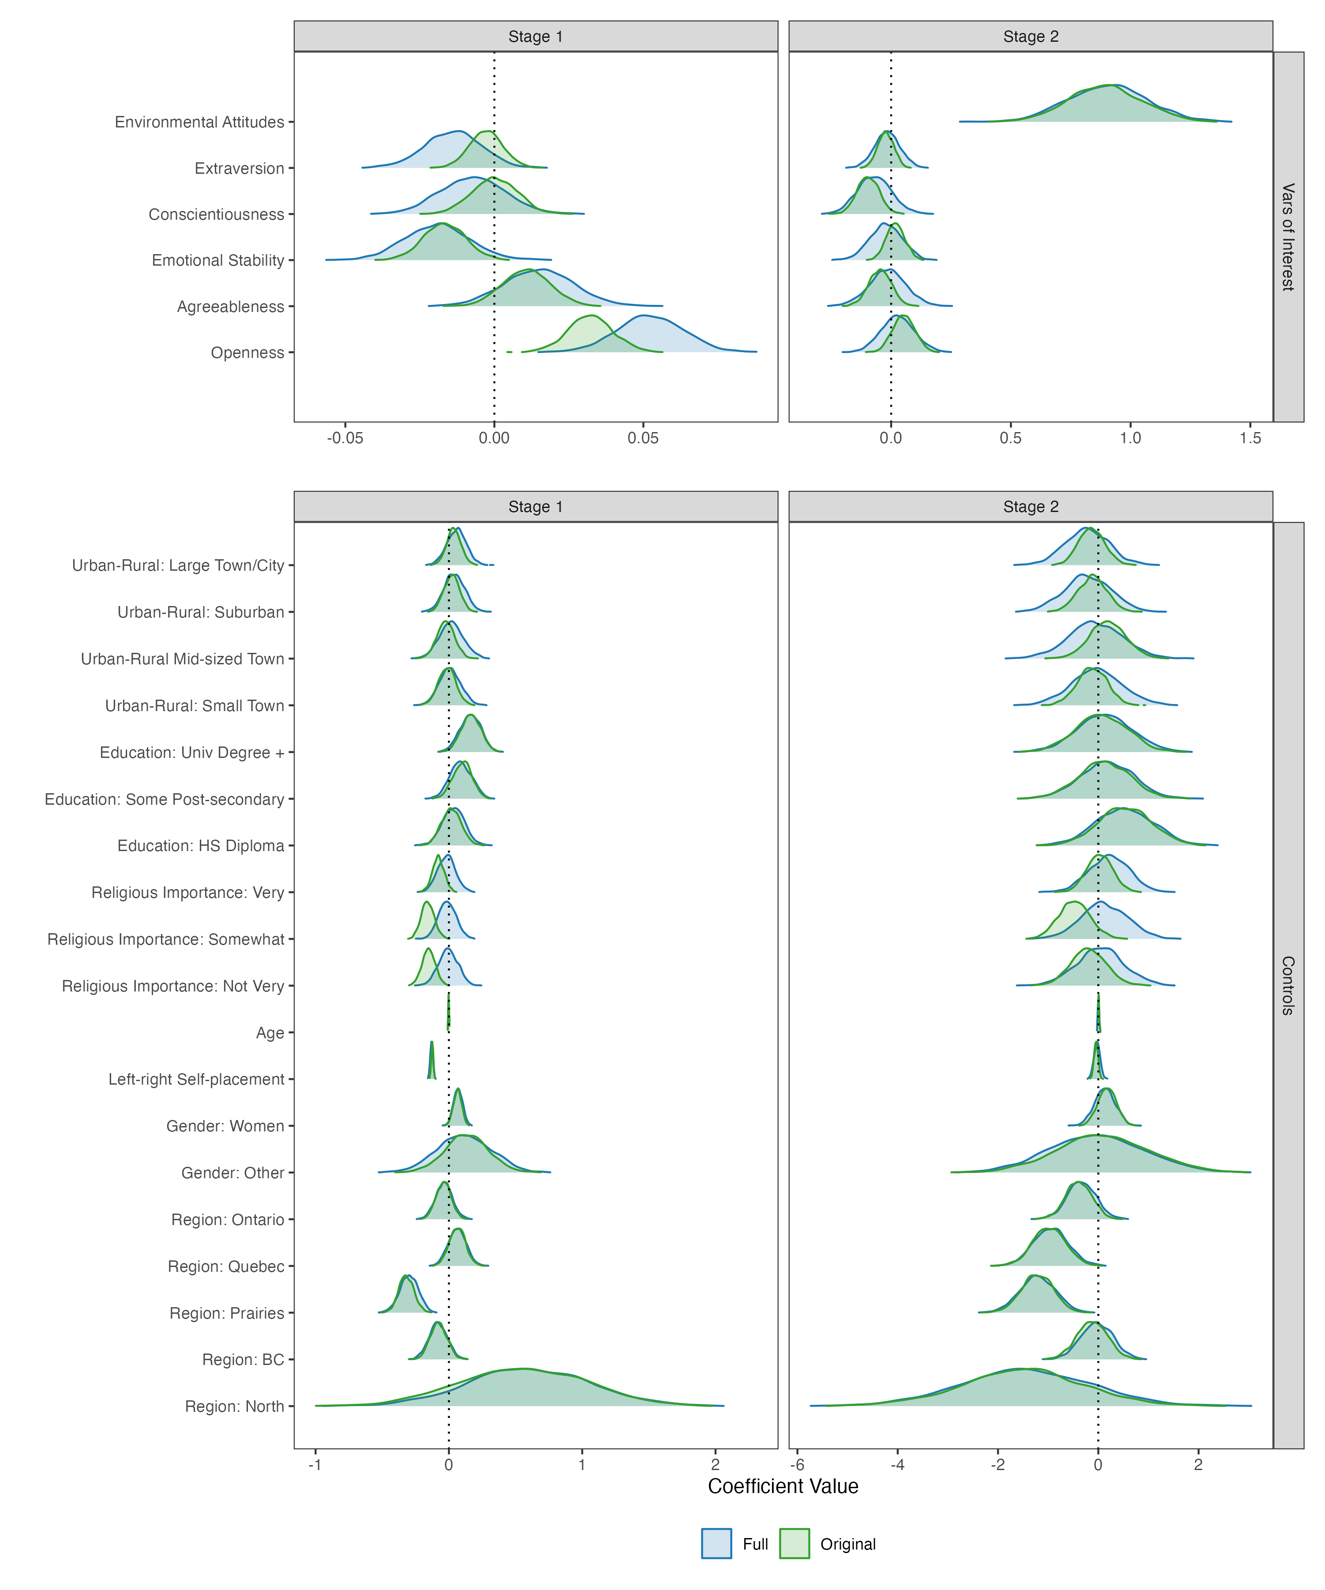 Stage 1
Stage 2
Environmental Attitudes
Extraversion
Conscientiousness
Emotional Stability
Agreeableness
Openness
Vars of Interest
-0.05 0.00 0.05
0.0 0.5 1.0 1.5
Stage 1
Stage 2
Urban-Rural: Large Town/City
Urban-Rural: Suburban
Urban-Rural Mid-sized Town
Urban-Rural: Small Town
Education: Univ Degree +
Education: Some Post-secondary
Education: HS Diploma
Religious Importance: Very
Religious Importance: Somewhat
Religious Importance: Not Very
Age
Left-right Self-placement
Gender: Women
Gender: Other
Region: Ontario
Region: Quebec
Region: Prairies
Region: BC
Region: North
Controls
-1 0 1 2
-6 -4 -2 0 2
Coefficient Value
Full
Original